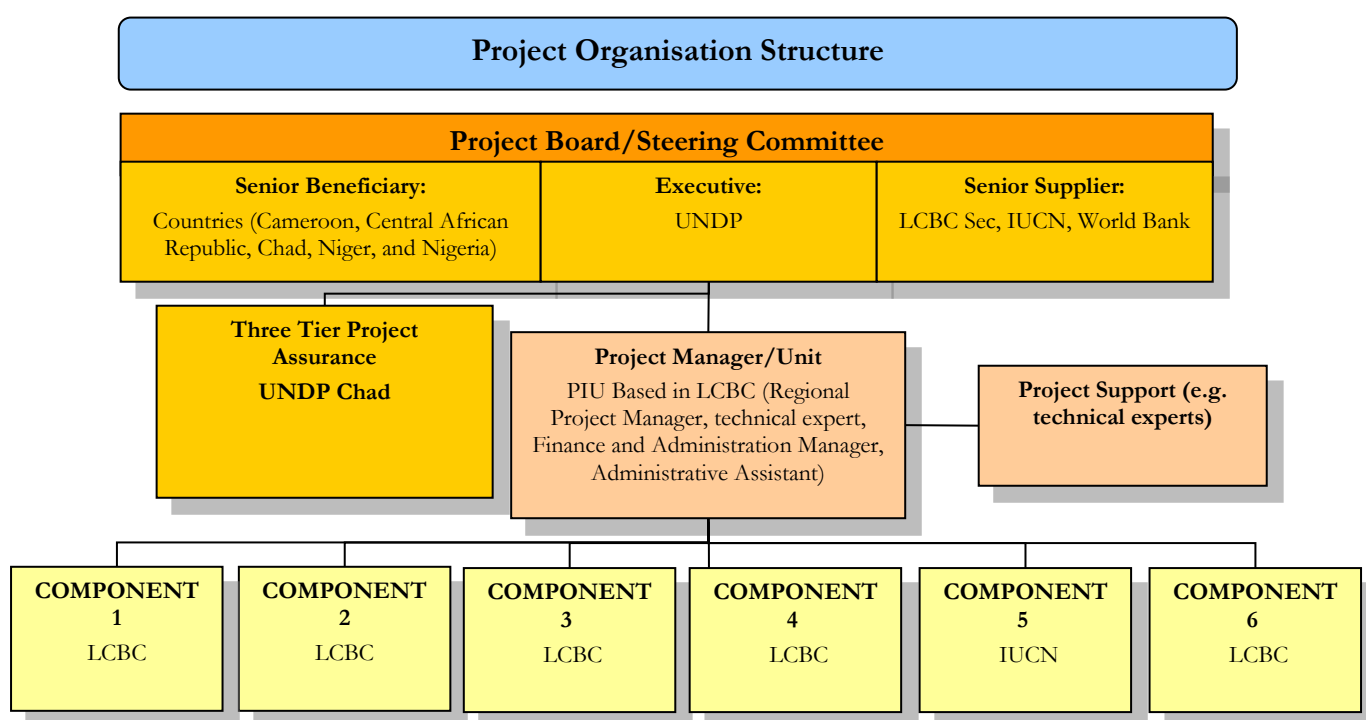 Project Organisation Structure
Project Board/Steering Committee
Senior Beneficiary:
Countries (Cameroon, Central African
Republic, Chad, Niger, and Nigeria)
Executive:
UNDP
Senior Supplier:
LCBC Sec, IUCN, World Bank
Three Tier Project
Assurance
UNDP Chad
Project Manager/Unit
PIU Based in LCBC (Regional
Project Manager, technical expert,
Finance and Administration Manager,
Administrative Assistant)
Project Support (e.g.
technical experts)
COMPONENT
1
LCBC
COMPONENT
2
LCBC
COMPONENT
3
LCBC
COMPONENT
4
LCBC
COMPONENT
5
IUCN
COMPONENT
6
LCBC